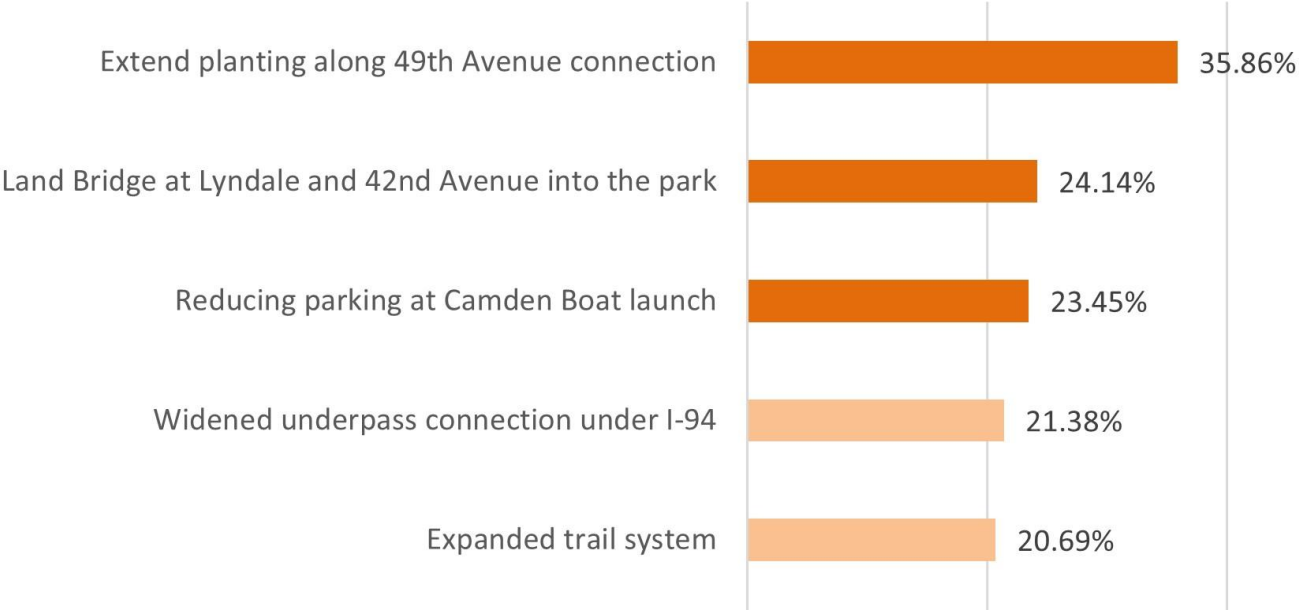 Extend planting along 49th Avenue connection 35.86%
Land Bridge at Lyndale and 42nd Avenue into the park 24.14%
Reducing parking at Camden Boat launch 23.45%
Widened underpass connection under I-94 21.38%
Expanded trail system 20.69%